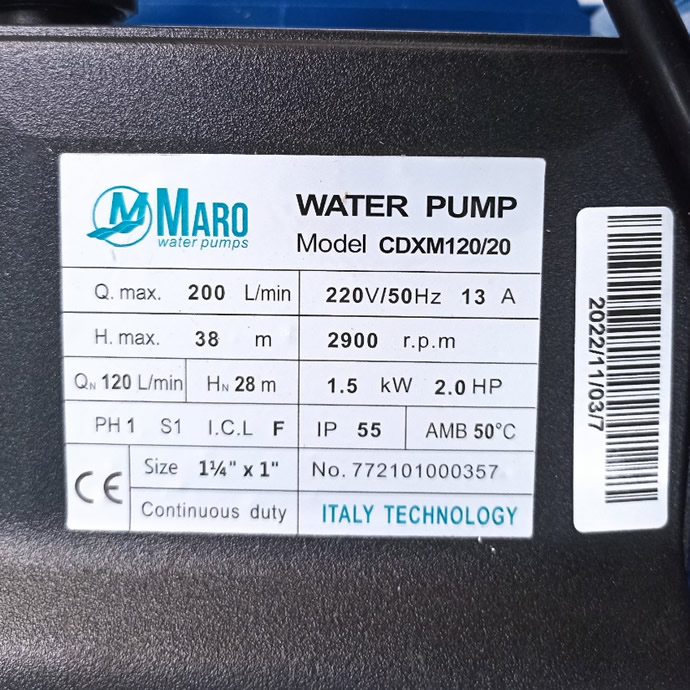 MARO
water pumps
WATER PUMP
Model CDXM120/20
Q. max. 200 L/min
220V/50Hz 13 A
H. max. 38 m
2900 r.p.m
QN 120 L/min
HN 28 m
1.5 kW 2.0 HP
PH 1 S1 I.C.L F
IP 55
AMB 50°C
CE
Size 1¼" x 1"
No. 772101000357
Continuous duty
ITALY TECHNOLOGY
2022/11/03/7